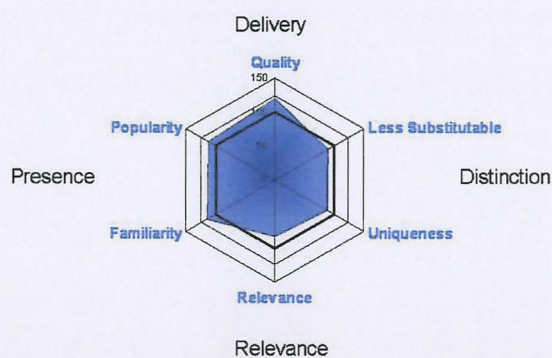 Delivery
Quality
150
Popularity
Less Substitutable
Presence
Distinction
Familiarity
Uniqueness
Relevance
Relevance